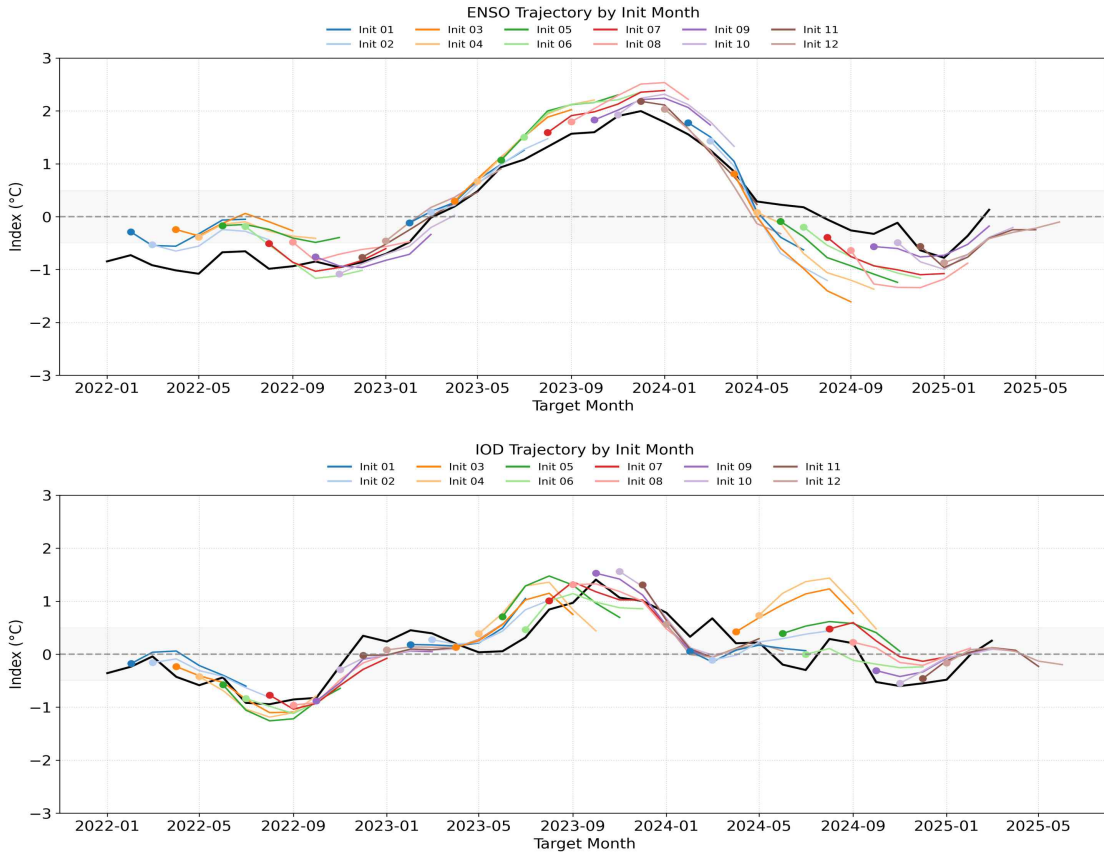 ENSO Trajectory by Init Month
Init 01 Init 03 Init 05 Init 07 Init 09 Init 11
Init 02 Init 04 Init 06 Init 08 Init 10 Init 12
3
2
1
0
−1
−2
−3
Index (°C)
2022-01 2022-05 2022-09 2023-01 2023-05 2023-09 2024-01 2024-05 2024-09 2025-01 2025-05
Target Month
IOD Trajectory by Init Month
Init 01 Init 03 Init 05 Init 07 Init 09 Init 11
Init 02 Init 04 Init 06 Init 08 Init 10 Init 12
3
2
1
0
−1
−2
−3
Index (°C)
2022-01 2022-05 2022-09 2023-01 2023-05 2023-09 2024-01 2024-05 2024-09 2025-01 2025-05
Target Month